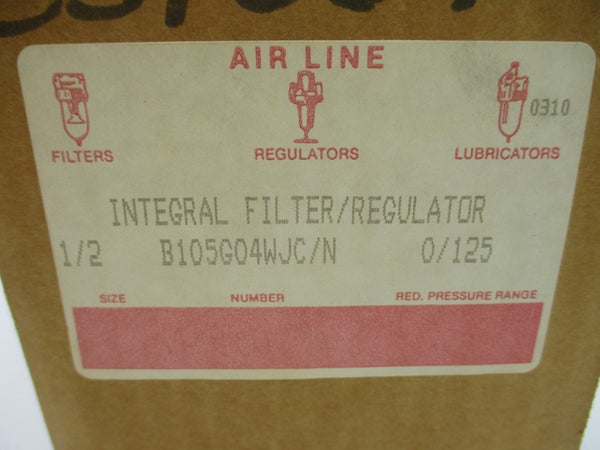 AIR LINE
0310
FILTERS REGULATORS LUBRICATORS
INTEGRAL FILTER/REGULATOR
1/2 B105G04WJC/N 0/125
SIZE NUMBER RED. PRESSURE RANGE